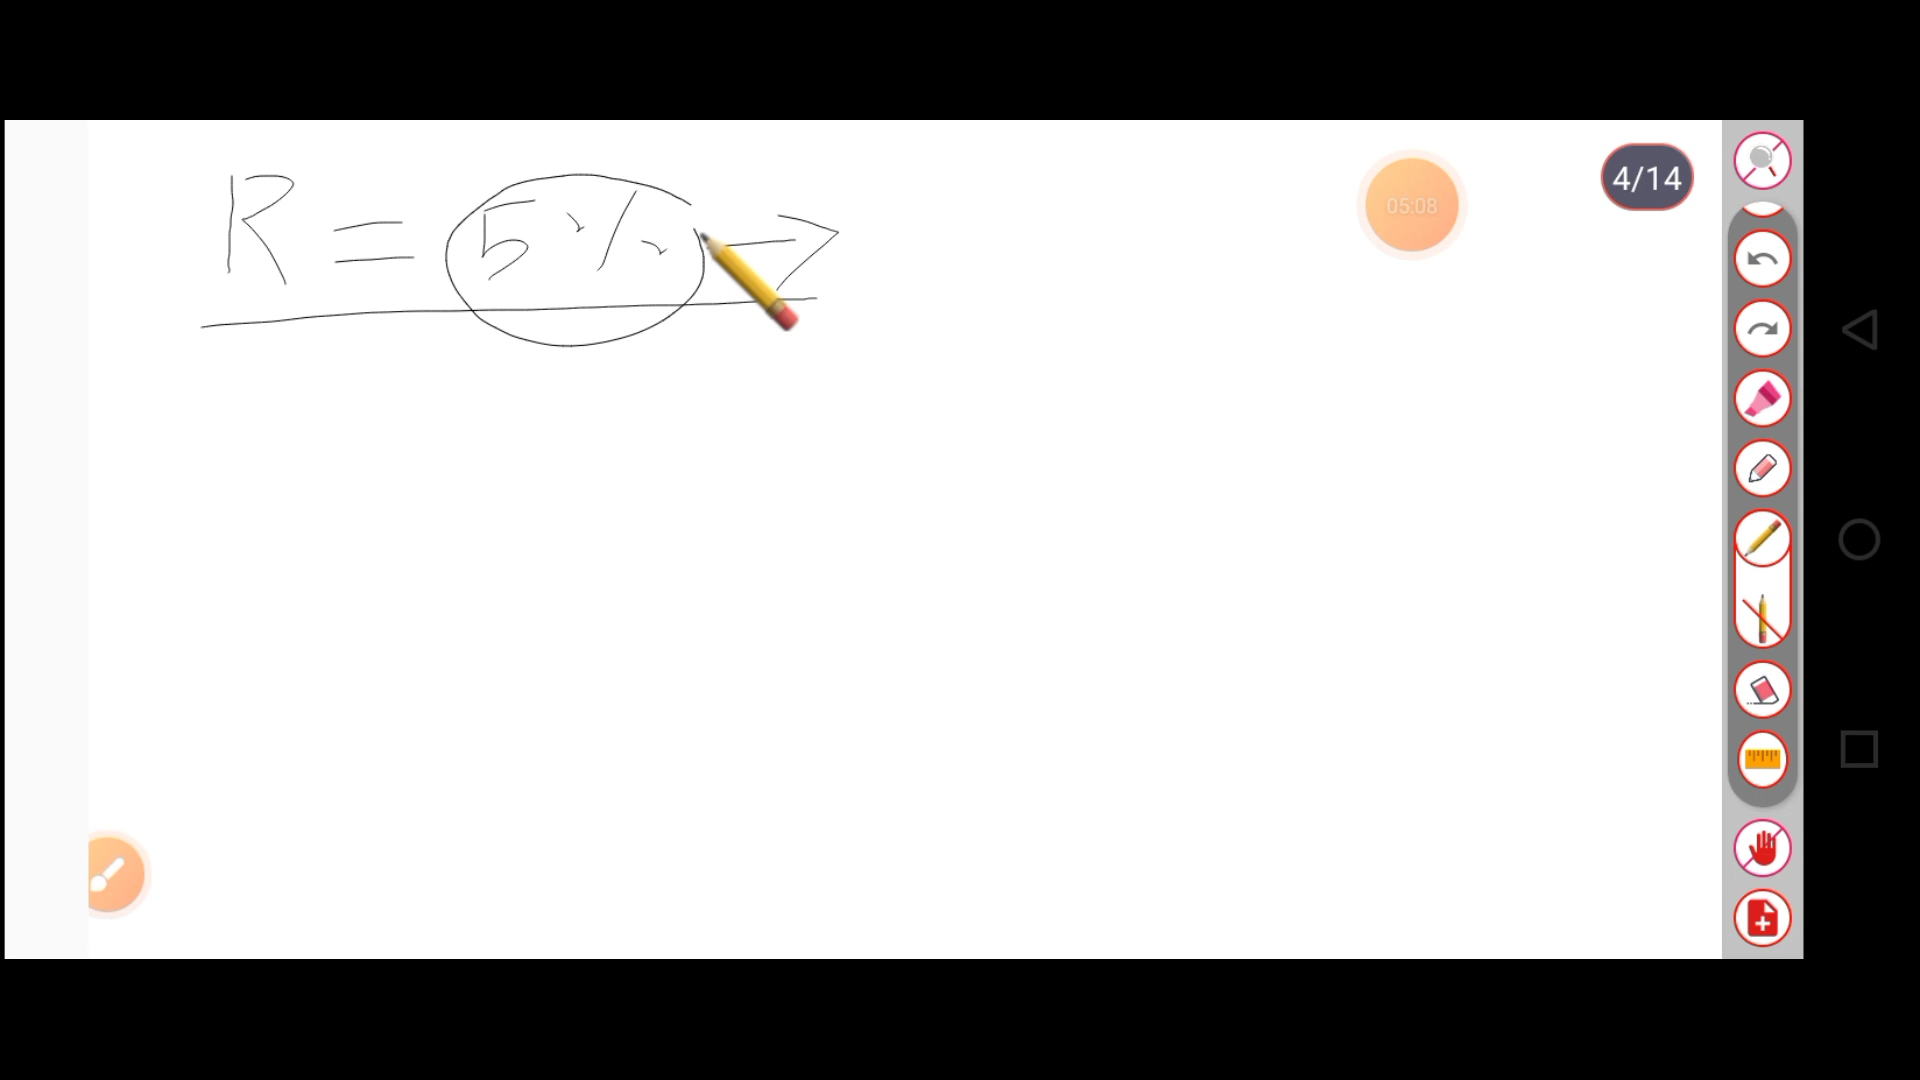 R = 5% →
05:08
4/14